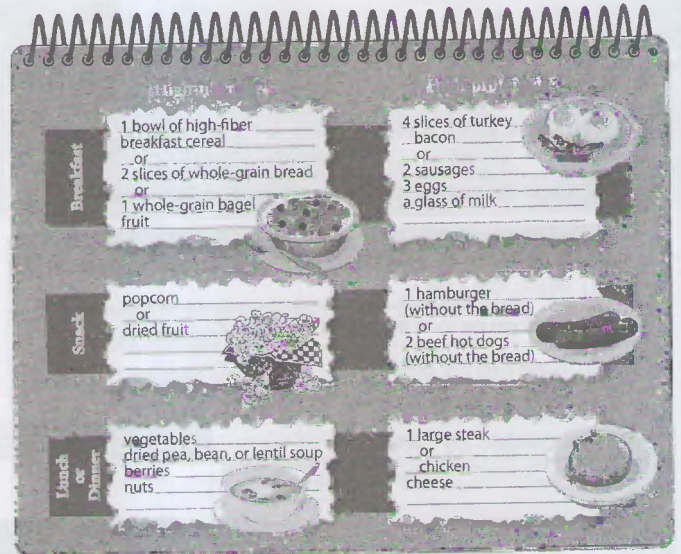 Breakfast
1 bowl of high-fiber
breakfast cereal
or
2 slices of whole-grain bread
or
1 whole-grain bagel
fruit
4 slices of turkey
bacon
or
2 sausages
3 eggs
a glass of milk
Snack
popcorn
or
dried fruit
1 hamburger
(without the bread)
or
2 beef hot dogs
(without the bread)
Lunch
or
Dinner
vegetables
dried pea, bean, or lentil soup
berries
nuts
1 large steak
or
chicken
cheese